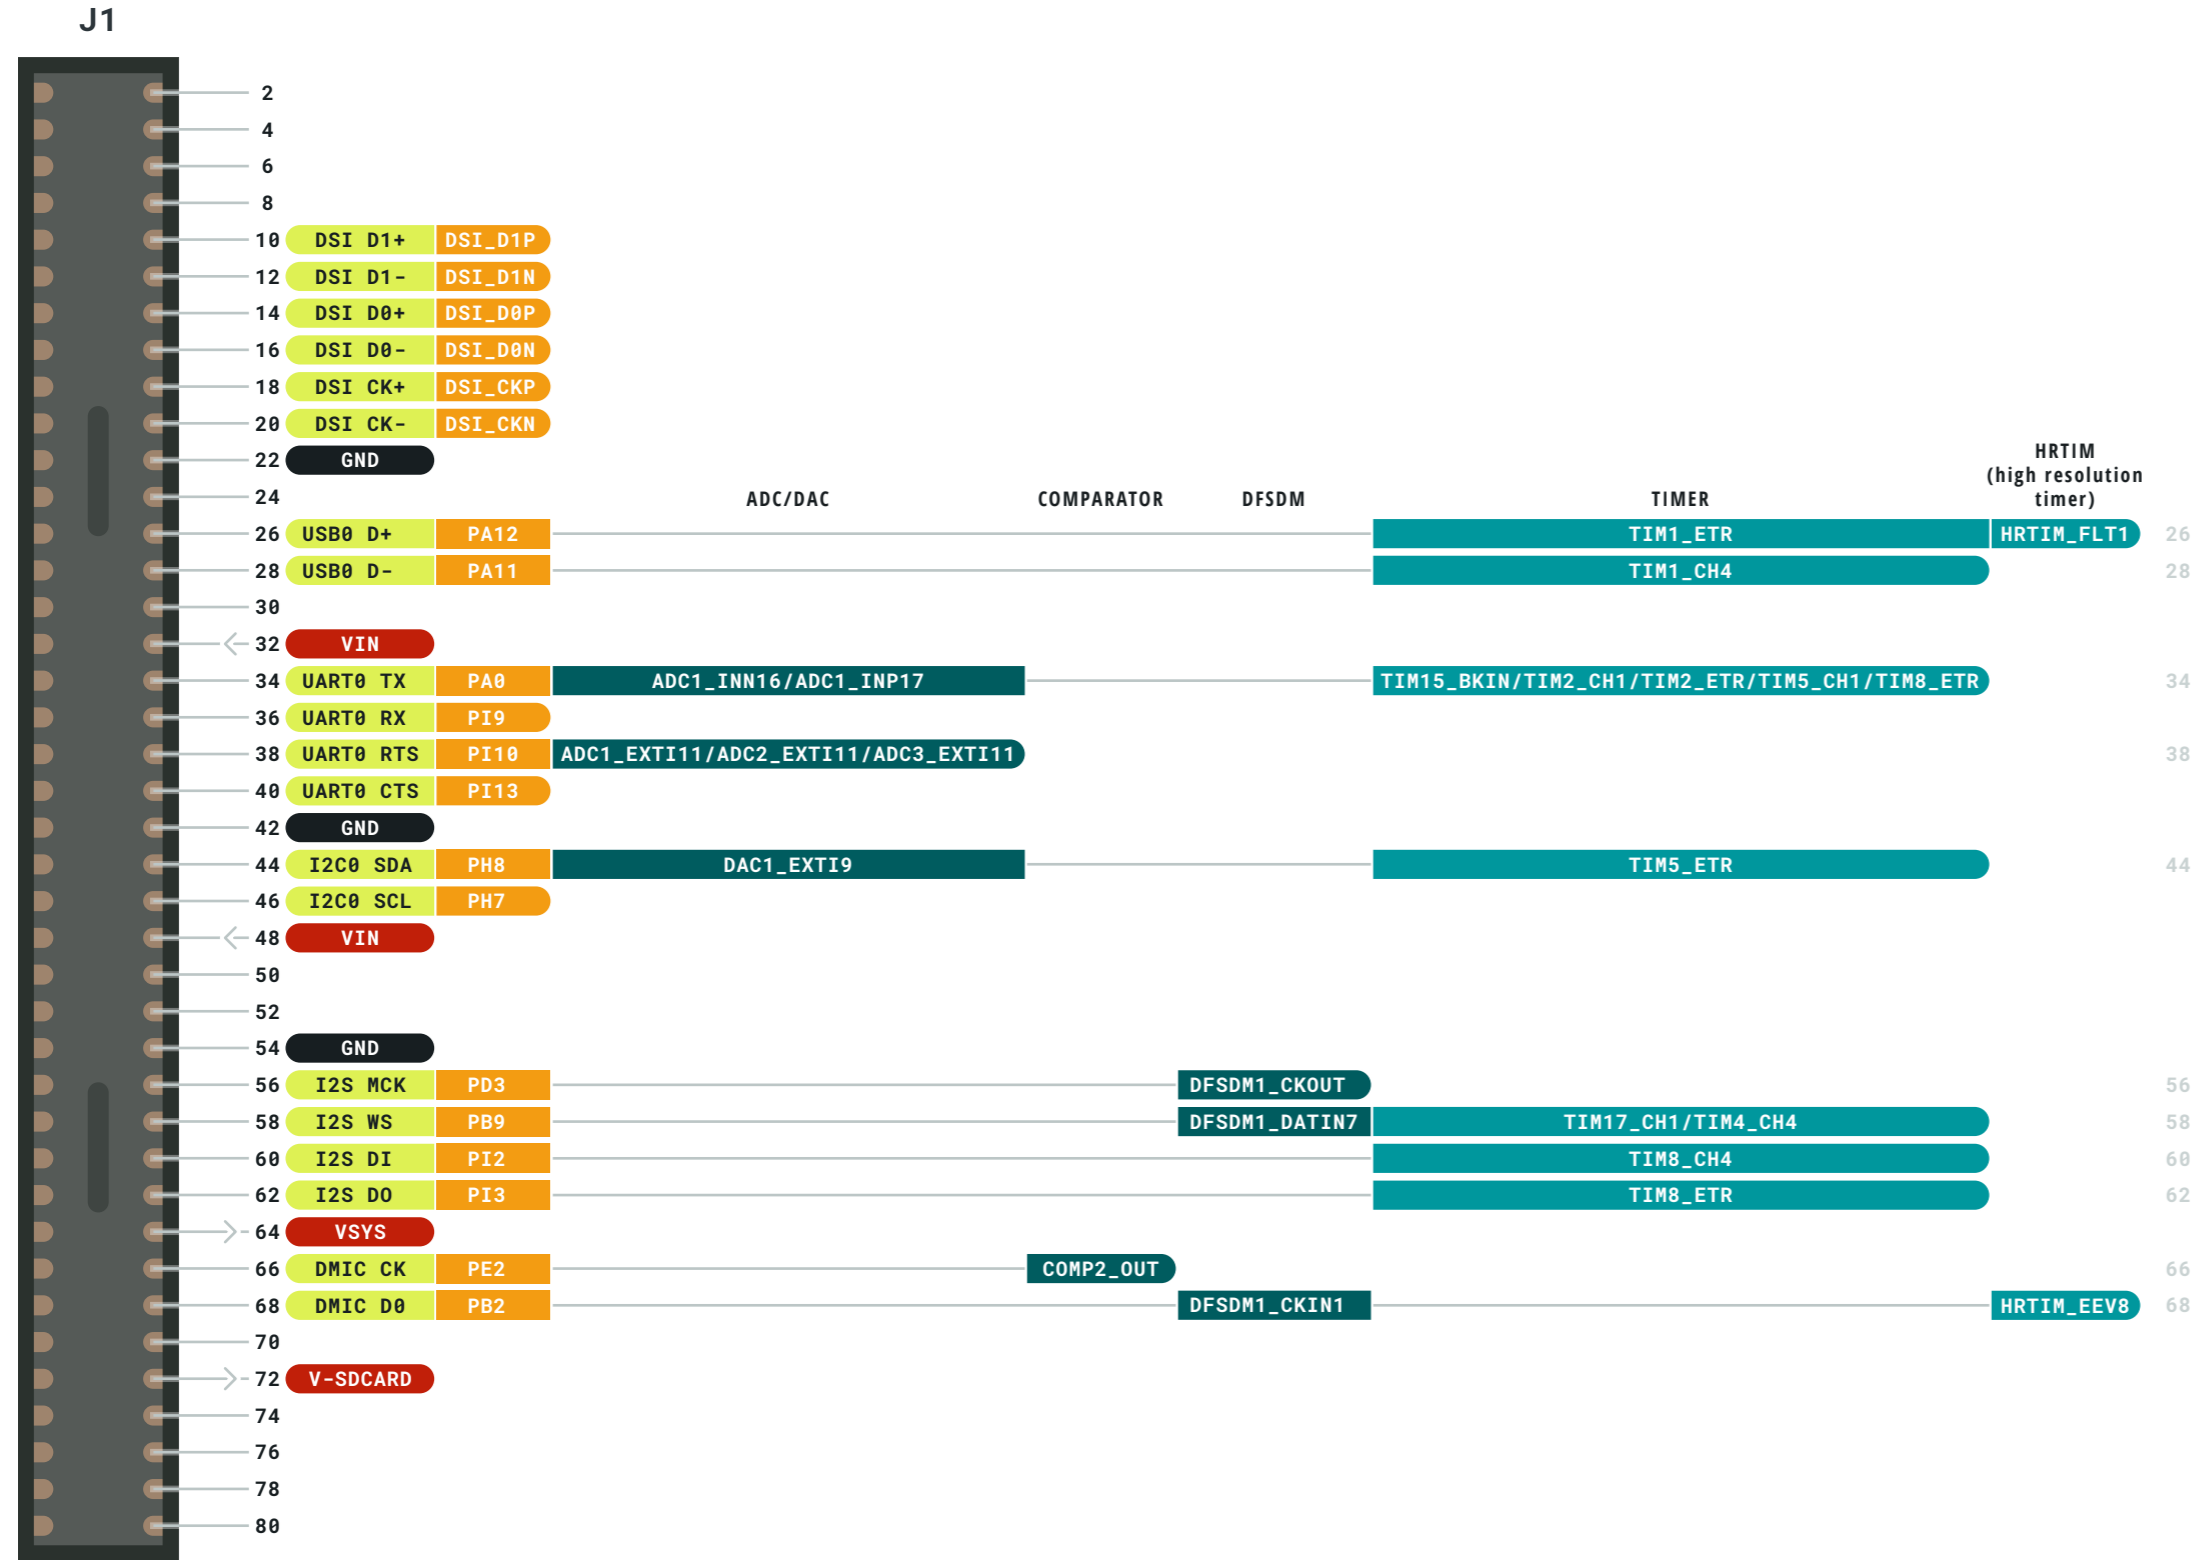 J1
2
4
6
8
10 DSI D1+ DSI_D1P
12 DSI D1- DSI_D1N
14 DSI D0+ DSI_D0P
16 DSI D0- DSI_D0N
18 DSI CK+ DSI_CKP
20 DSI CK- DSI_CKN
22 GND
HRTIM
(high resolution
timer)
24 ADC/DAC COMPARATOR DFSDM TIMER
26 USB0 D+ PA12 TIM1_ETR HRTIM_FLT1 26
28 USB0 D- PA11 TIM1_CH4 28
30
32 VIN
34 UART0 TX PA0 ADC1_INN16/ADC1_INP17 TIM15_BKIN/TIM2_CH1/TIM2_ETR/TIM5_CH1/TIM8_ETR 34
36 UART0 RX PI9
38 UART0 RTS PI10 ADC1_EXTI11/ADC2_EXTI11/ADC3_EXTI11 38
40 UART0 CTS PI13
42 GND
44 I2C0 SDA PH8 DAC1_EXTI9 TIM5_ETR 44
46 I2C0 SCL PH7
48 VIN
50
52
54 GND
56 I2S MCK PD3 DFSDM1_CKOUT 56
58 I2S WS PB9 DFSDM1_DATIN7 TIM17_CH1/TIM4_CH4 58
60 I2S DI PI2 TIM8_CH4 60
62 I2S DO PI3 TIM8_ETR 62
64 VSYS
66 DMIC CK PE2 COMP2_OUT 66
68 DMIC D0 PB2 DFSDM1_CKIN1 HRTIM_EEV8 68
70
72 V-SDCARD
74
76
78
80